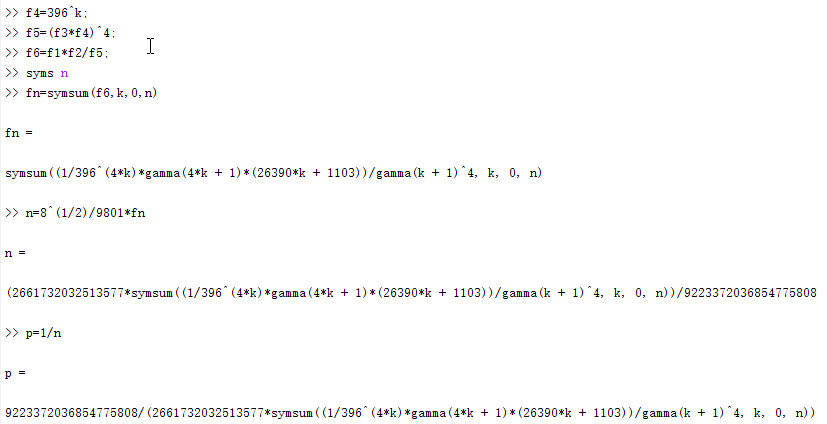 >> f4=396^k;
>> f5=(f3*f4)^4;
>> f6=f1*f2/f5;
>> syms n
>> fn=symsum(f6,k,0,n)
fn =
symsum((1/396^(4*k)*gamma(4*k + 1)*(26390*k + 1103))/gamma(k + 1)^4, k, 0, n)
>> n=8^(1/2)/9801*fn
n =
(2661732032513577*symsum((1/396^(4*k)*gamma(4*k + 1)*(26390*k + 1103))/gamma(k + 1)^4, k, 0, n))/9223372036854775808
>> p=1/n
p =
9223372036854775808/(2661732032513577*symsum((1/396^(4*k)*gamma(4*k + 1)*(26390*k + 1103))/gamma(k + 1)^4, k, 0, n))